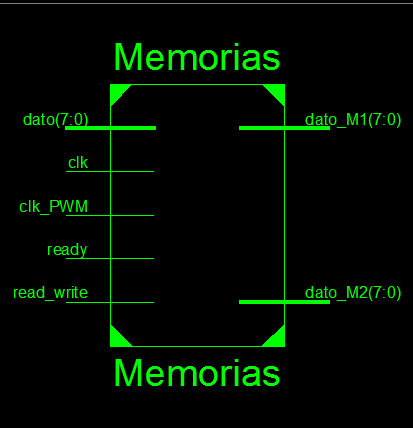 Memorias
dato(7:0)
dato_M1(7:0)
clk
clk_PWM
ready
read_write
dato_M2(7:0)
Memorias